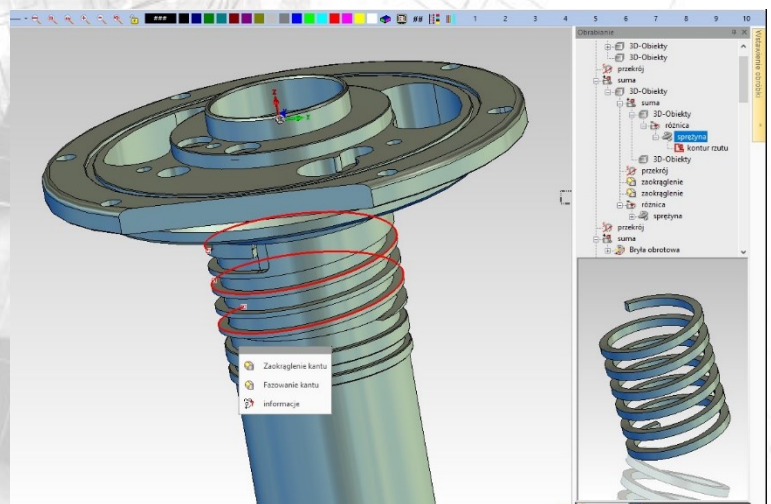 ###
##
1 2 3 4 5 6 7 8 9 10
Obrabianie
3D-Obiekty
3D-Obiekty
przekrój
suma
3D-Obiekty
suma
3D-Obiekty
różnica
sprężyna
kontur rzutu
3D-Obiekty
przekrój
zaokrąglenie
zaokrąglenie
różnica
sprężyna
przekrój
suma
Bryła obrotowa
Wstawienie obróbki
Z
Y
Zaokrąglenie kantu
Fazowanie kantu
informacje